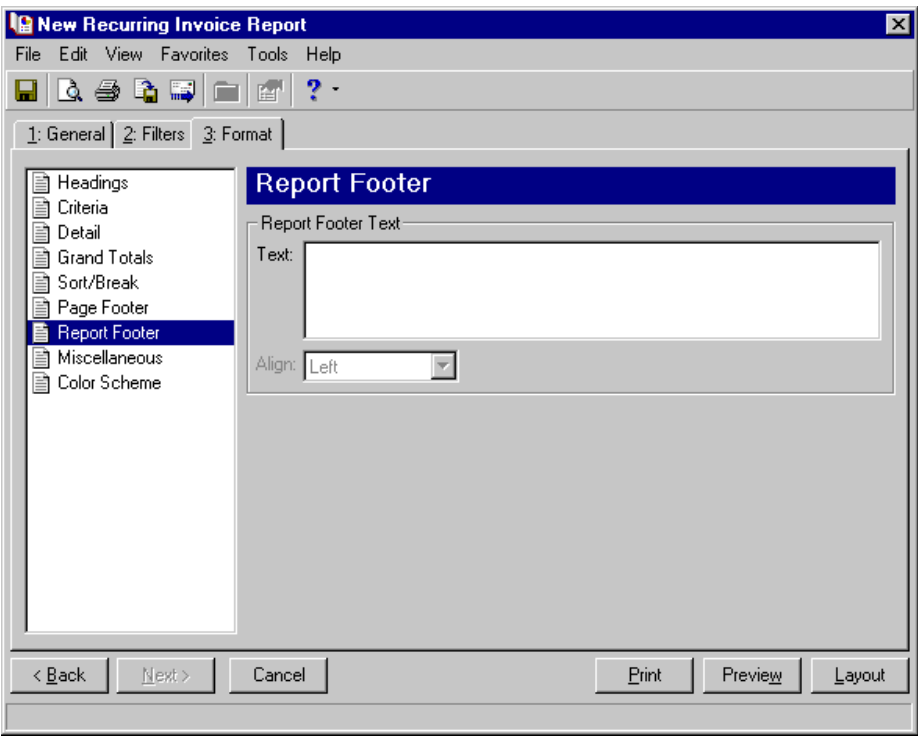 New Recurring Invoice Report
File Edit View Favorites Tools Help
?
1: General 2: Filters 3: Format
Headings
Criteria
Detail
Grand Totals
Sort/Break
Page Footer
Report Footer
Miscellaneous
Color Scheme
Report Footer
Report Footer Text
Text:
Align: Left
< Back Next > Cancel Print Preview Layout